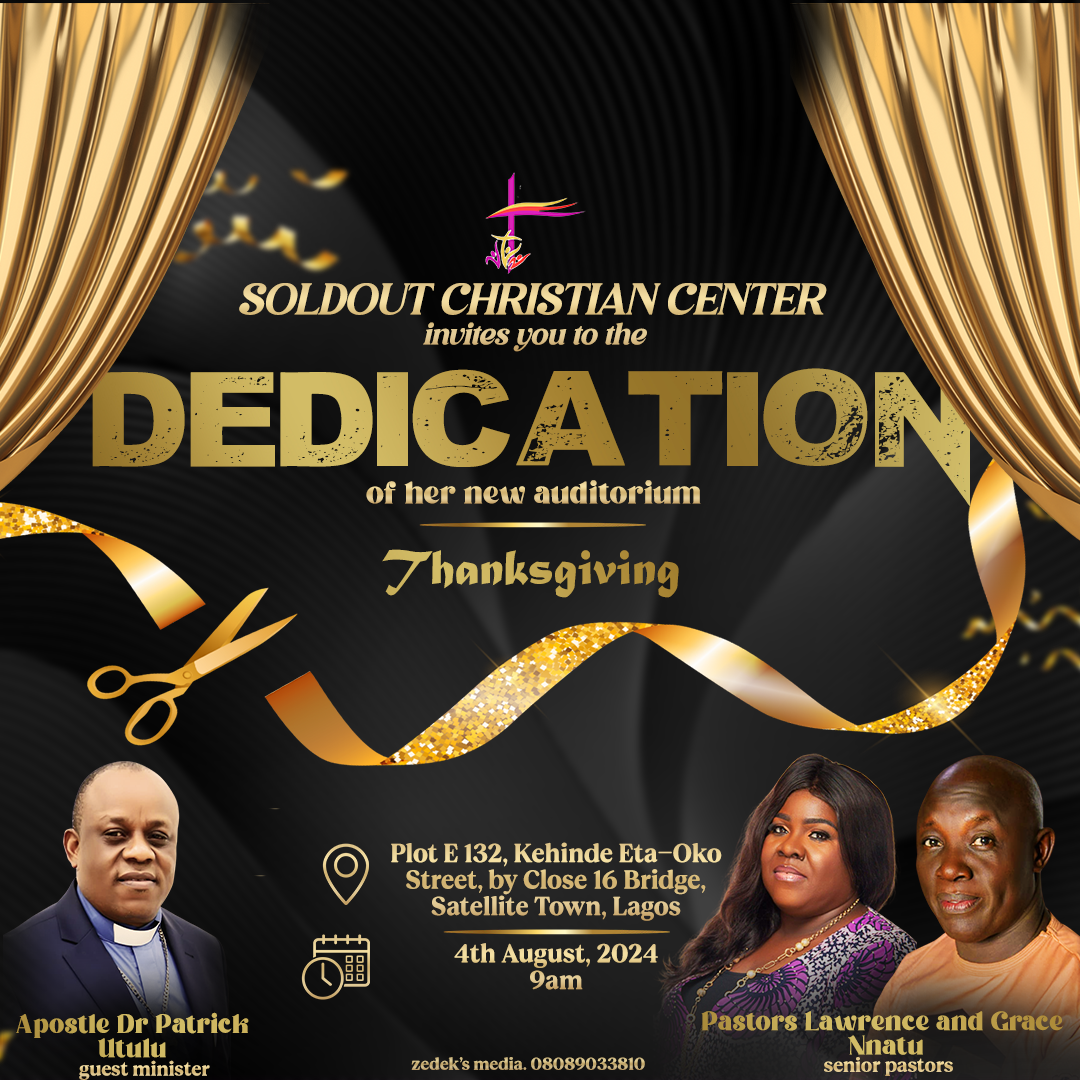 SOLDOUT CHRISTIAN CENTER
invites you to the
DEDICATION
of her new auditorium
Thanksgiving
Plot E 132, Kehinde Eta-Oko
Street, by Close 16 Bridge,
Satellite Town, Lagos
4th August, 2024
9am
Apostle Dr Patrick
Utulu
guest minister
Pastors Lawrence and Grace
Nnatu
senior pastors
zedek's media. 08089033810